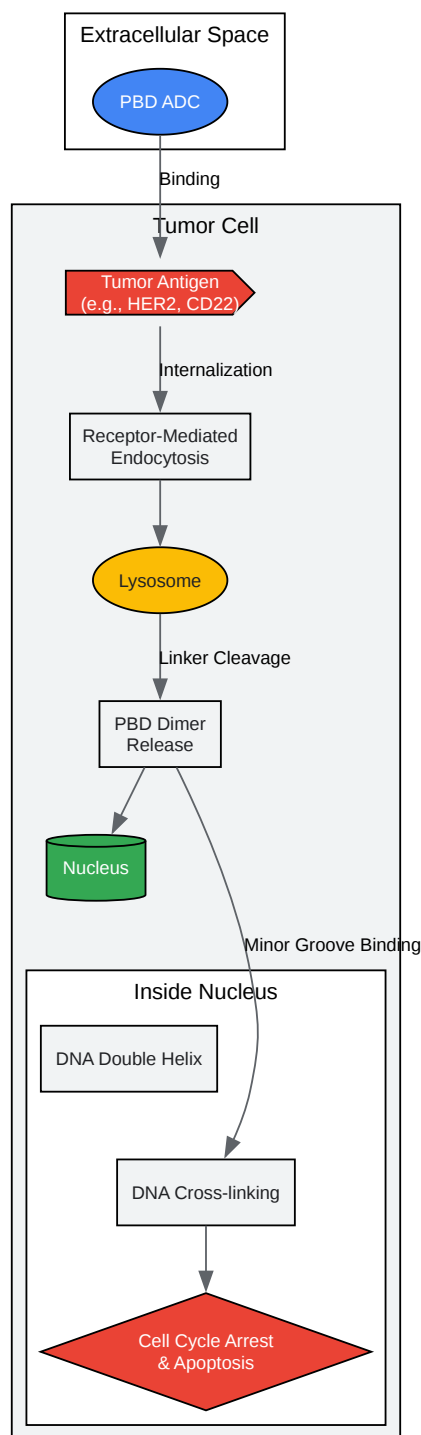 Extracellular Space
PBD ADC
Binding
Tumor Cell
Tumor Antigen
(e.g., HER2, CD22)
Internalization
Receptor-Mediated
Endocytosis
Lysosome
Linker Cleavage
PBD Dimer
Release
Nucleus
Minor Groove Binding
Inside Nucleus
DNA Double Helix
DNA Cross-linking
Cell Cycle Arrest
& Apoptosis